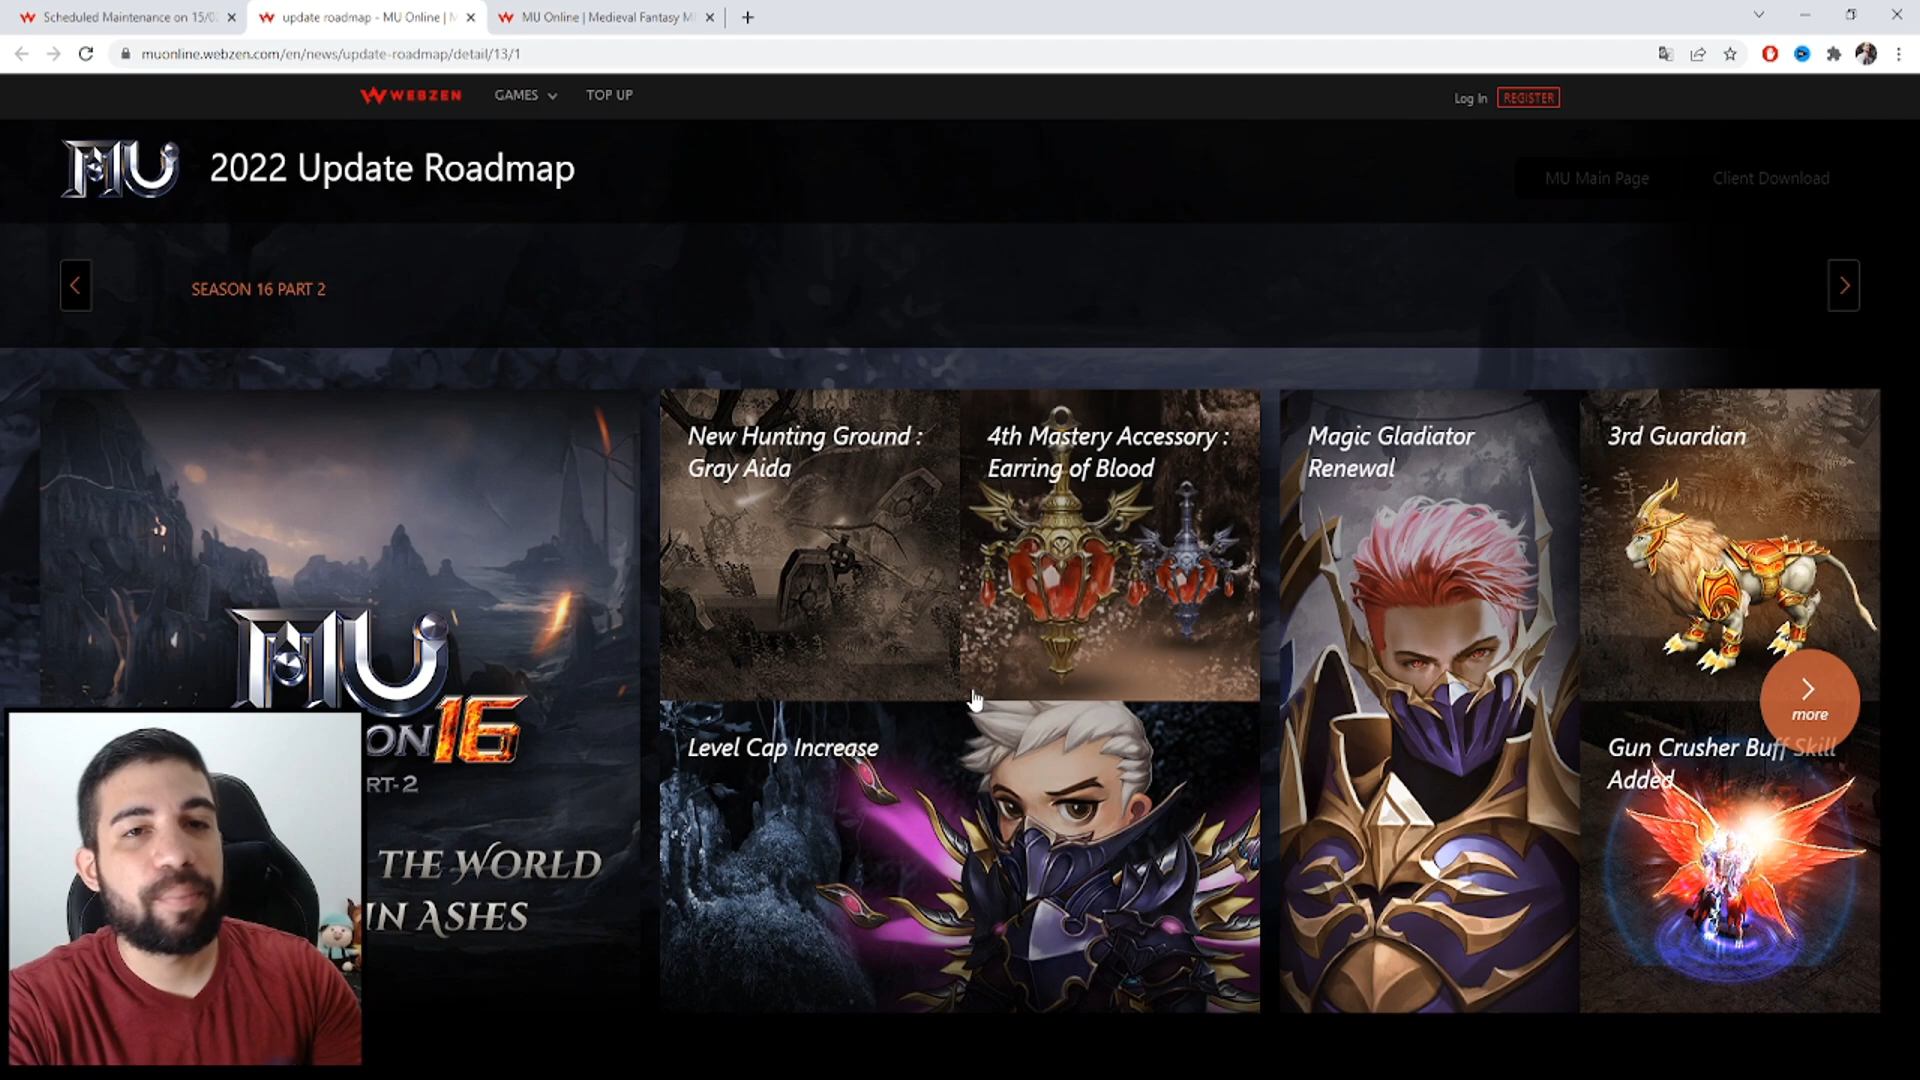 Scheduled Maintenance on 15/0
update roadmap - MU Online |
MU Online | Medieval Fantasy M
muonline.webzen.com/en/news/update-roadmap/detail/13/1
WEBZEN
GAMES
TOP UP
Log In
REGISTER
MU
2022 Update Roadmap
MU Main Page
Client Download
SEASON 16 PART 2
MU
ON 16
RT-2
THE WORLD
IN ASHES
New Hunting Ground :
Gray Aida
4th Mastery Accessory :
Earring of Blood
Level Cap Increase
Magic Gladiator
Renewal
3rd Guardian
more
Gun Crusher Buff Skill
Added